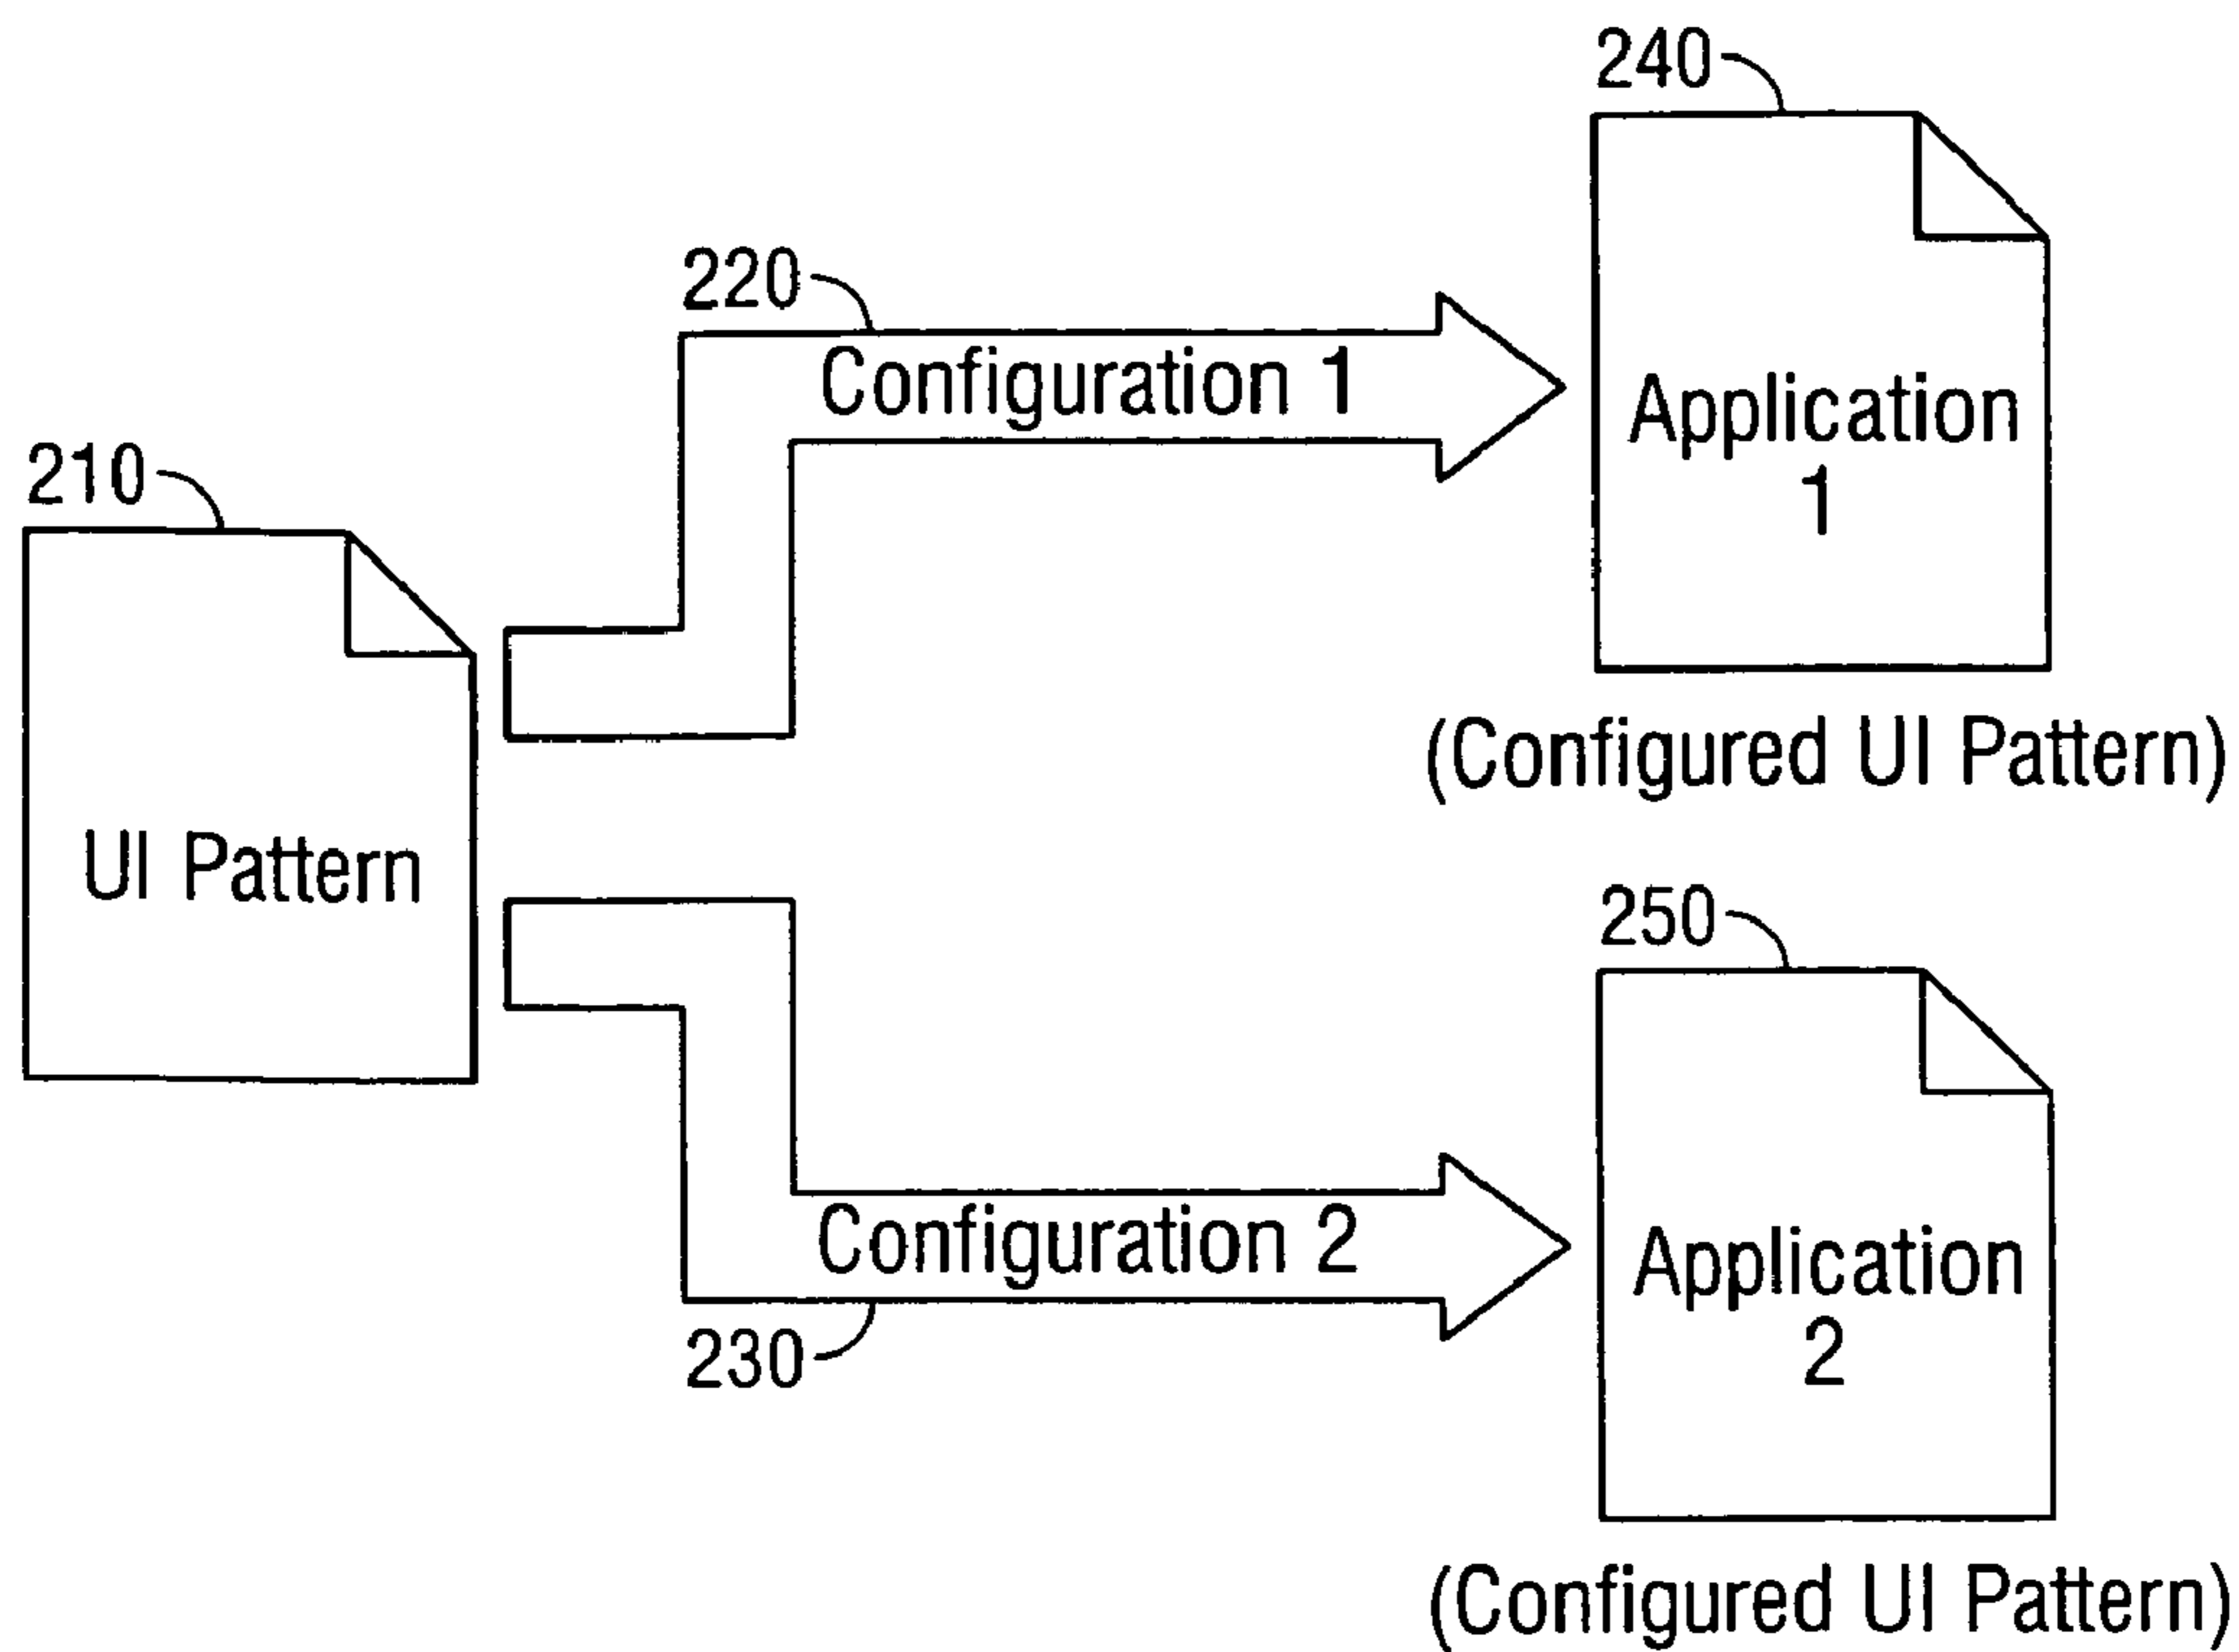 240
220
Configuration 1
Application
1
210
(Configured UI Pattern)
UI Pattern
250
Configuration 2
Application
2
230
(Configured UI Pattern)